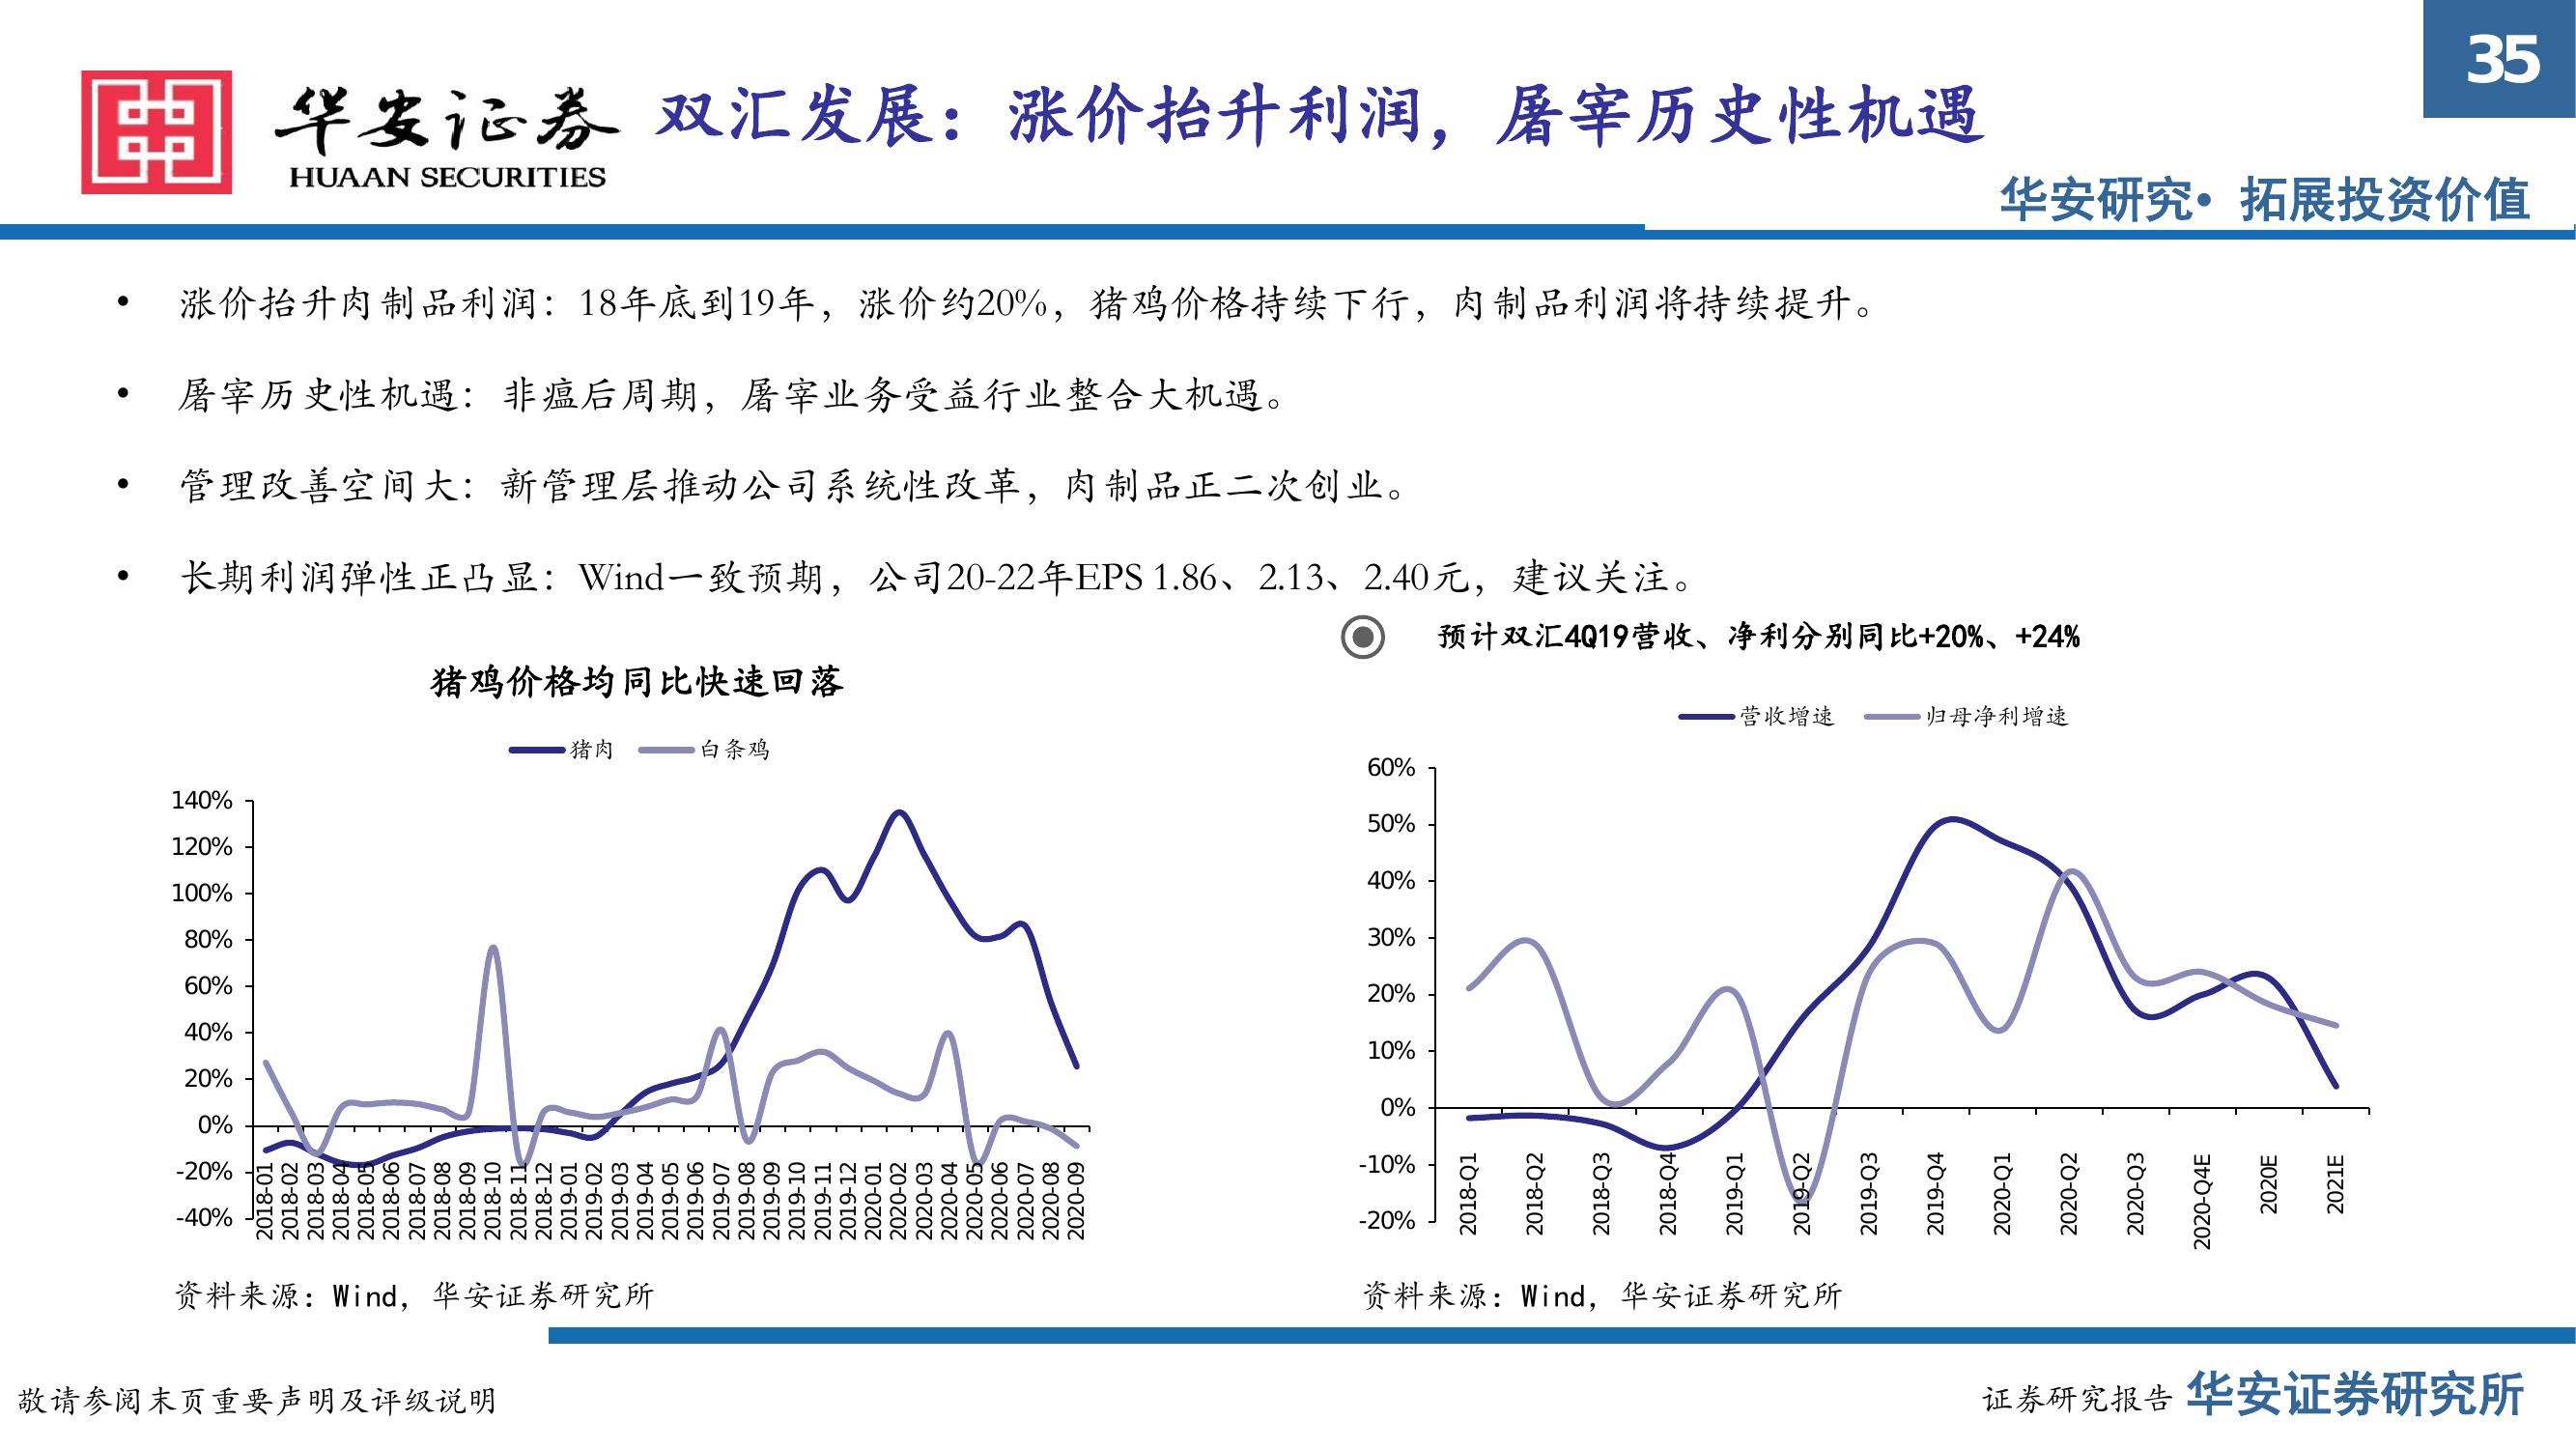 35
华安证券
HUAAN SECURITIES
双汇发展：涨价抬升利润，屠宰历史性机遇
华安研究• 拓展投资价值
• 涨价抬升肉制品利润：18年底到19年，涨价约20%，猪鸡价格持续下行，肉制品利润将持续提升。
• 屠宰历史性机遇：非瘟后周期，屠宰业务受益行业整合大机遇。
• 管理改善空间大：新管理层推动公司系统性改革，肉制品正二次创业。
• 长期利润弹性正凸显：Wind一致预期，公司20-22年EPS 1.86、2.13、2.40元，建议关注。
猪鸡价格均同比快速回落
猪肉 白条鸡
140%
120%
100%
80%
60%
40%
20%
0%
-20%
-40%
2018-01
2018-02
2018-03
2018-04
2018-05
2018-06
2018-07
2018-08
2018-09
2018-10
2018-11
2018-12
2019-01
2019-02
2019-03
2019-04
2019-05
2019-06
2019-07
2019-08
2019-09
2019-10
2019-11
2019-12
2020-01
2020-02
2020-03
2020-04
2020-05
2020-06
2020-07
2020-08
2020-09
资料来源：Wind，华安证券研究所
预计双汇4Q19营收、净利分别同比+20%、+24%
营收增速 归母净利增速
60%
50%
40%
30%
20%
10%
0%
-10%
-20%
2018-Q1
2018-Q2
2018-Q3
2018-Q4
2019-Q1
2019-Q2
2019-Q3
2019-Q4
2020-Q1
2020-Q2
2020-Q3
2020-Q4E
2020E
2021E
资料来源：Wind，华安证券研究所
敬请参阅末页重要声明及评级说明
证券研究报告 华安证券研究所